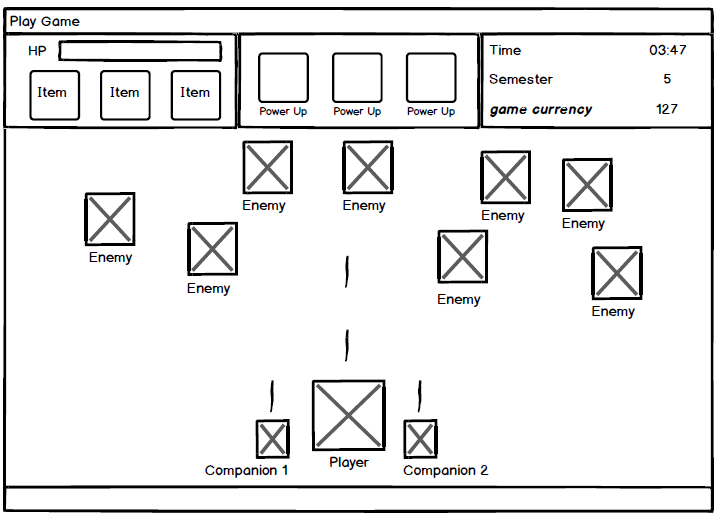 Play Game
HP
Item Item Item
Power Up Power Up Power Up
Time 03:47
Semester 5
game currency 127
Enemy Enemy Enemy Enemy
Enemy Enemy Enemy Enemy
Companion 1 Player Companion 2